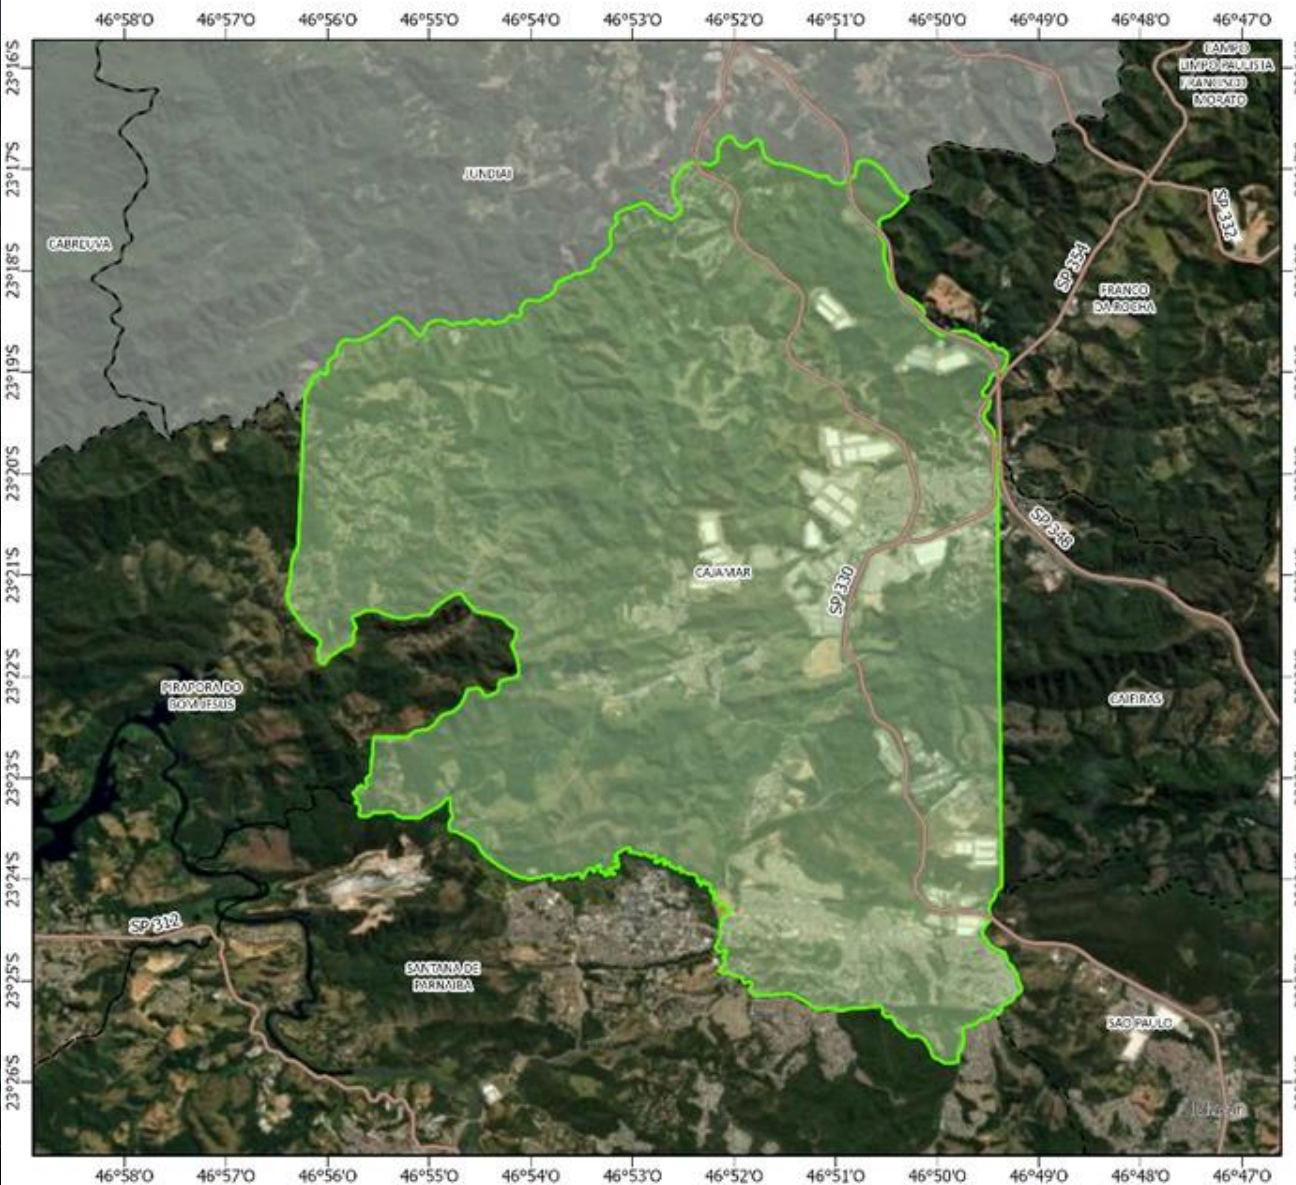 46°58'O 46°57'O 46°56'O 46°55'O 46°54'O 46°53'O 46°52'O 46°51'O 46°50'O 46°49'O 46°48'O 46°47'O
23°16'S
23°17'S
23°18'S
23°19'S
23°20'S
23°21'S
23°22'S
23°23'S
23°24'S
23°25'S
23°26'S
CAMPO
LIMPO PAULISTA
FRANCISCO
MORATO
JUNDIAÍ
SP 332
CABREÚVA
SP 354
FRANCO
DA ROCHA
SP 348
CAJAMAR
SP 330
PIRAPORA DO
BOM JESUS
CAIEIRAS
SP 312
SANTANA DE
PARNAÍBA
SÃO PAULO
46°58'O 46°57'O 46°56'O 46°55'O 46°54'O 46°53'O 46°52'O 46°51'O 46°50'O 46°49'O 46°48'O 46°47'O